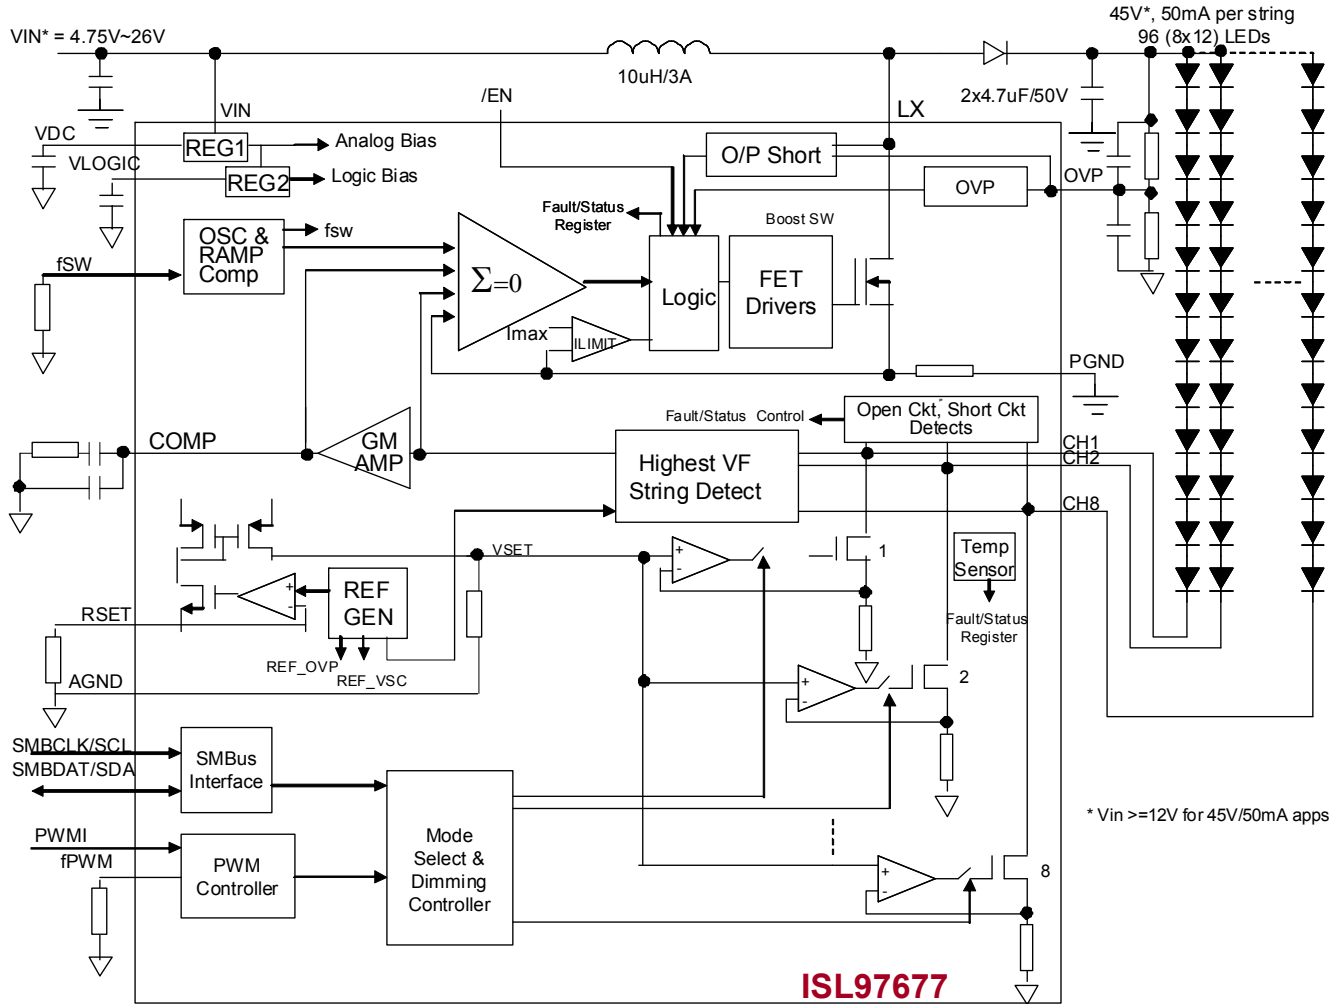 45V*, 50mA per string
96 (8x12) LEDs
VIN* = 4.75V~26V
10uH/3A
2x4.7uF/50V
/EN
VIN
LX
VDC
REG1
Analog Bias
VLOGIC
REG2
Logic Bias
O/P Short
OVP
OVP
Fault/Status
Register
Boost SW
OSC &
RAMP
Comp
fsw
fSW
Σ=0
Logic
FET
Drivers
Imax
ILIMIT
PGND
Fault/Status Control
Open Ckt, Short Ckt
Detects
COMP
GM
AMP
Highest VF
String Detect
CH1
CH2
CH8
VSET
+
-
1
Temp
Sensor
Fault/Status
Register
+
-
REF
GEN
RSET
REF_OVP
REF_VSC
AGND
+
-
2
SMBCLK/SCL
SMBDAT/SDA
SMBus
Interface
* Vin >=12V for 45V/50mA apps
PWMI
fPWM
PWM
Controller
Mode
Select &
Dimming
Controller
+
-
8
ISL97677